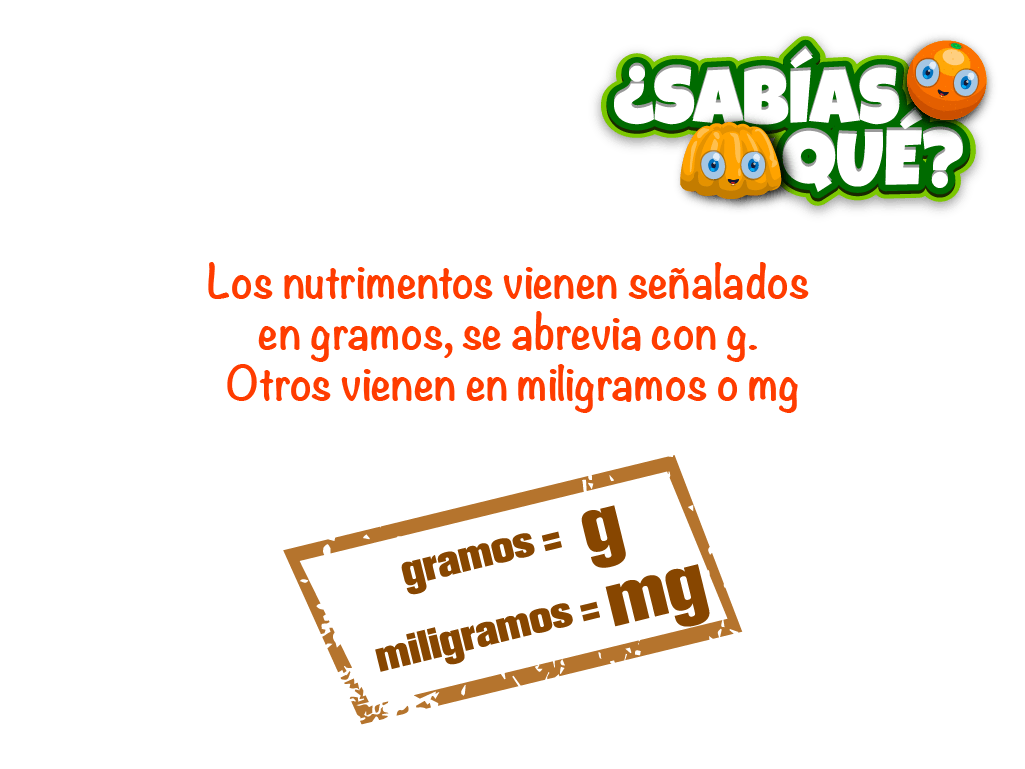 ¿SABÍAS
QUÉ?
Los nutrimentos vienen señalados
en gramos, se abrevia con g.
Otros vienen en miligramos o mg
gramos = g
miligramos = mg